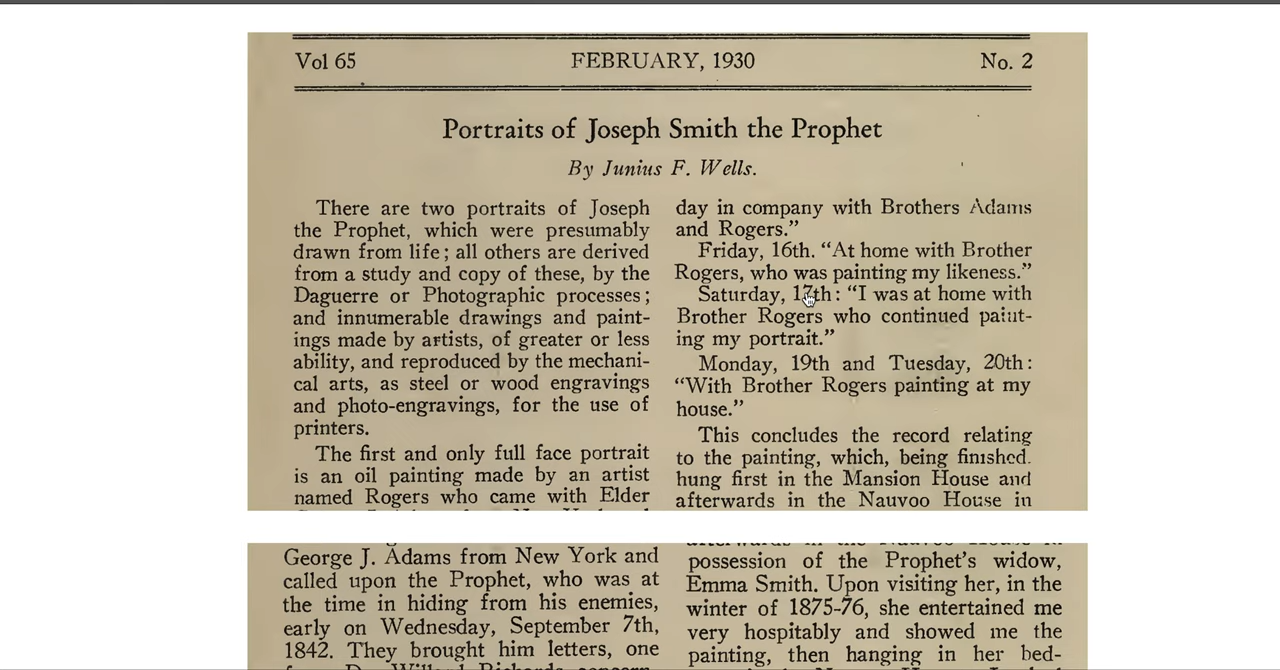 Vol 65 FEBRUARY, 1930 No. 2
Portraits of Joseph Smith the Prophet
By Junius F. Wells.
There are two portraits of Joseph
the Prophet, which were presumably
drawn from life; all others are derived
from a study and copy of these, by the
Daguerre or Photographic processes;
and innumerable drawings and paint-
ings made by artists, of greater or less
ability, and reproduced by the mechani-
cal arts, as steel or wood engravings
and photo-engravings, for the use of
printers.
The first and only full face portrait
is an oil painting made by an artist
named Rogers who came with Elder
day in company with Brothers Adams
and Rogers.”
Friday, 16th. “At home with Brother
Rogers, who was painting my likeness.”
Saturday, 17th: “I was at home with
Brother Rogers who continued paint-
ing my portrait.”
Monday, 19th and Tuesday, 20th:
“With Brother Rogers painting at my
house.”
This concludes the record relating
to the painting, which, being finished.
hung first in the Mansion House and
afterwards in the Nauvoo House in
George J. Adams from New York and
called upon the Prophet, who was at
the time in hiding from his enemies,
early on Wednesday, September 7th,
1842. They brought him letters, one
possession of the Prophet’s widow,
Emma Smith. Upon visiting her, in the
winter of 1875-76, she entertained me
very hospitably and showed me the
painting, then hanging in her bed-